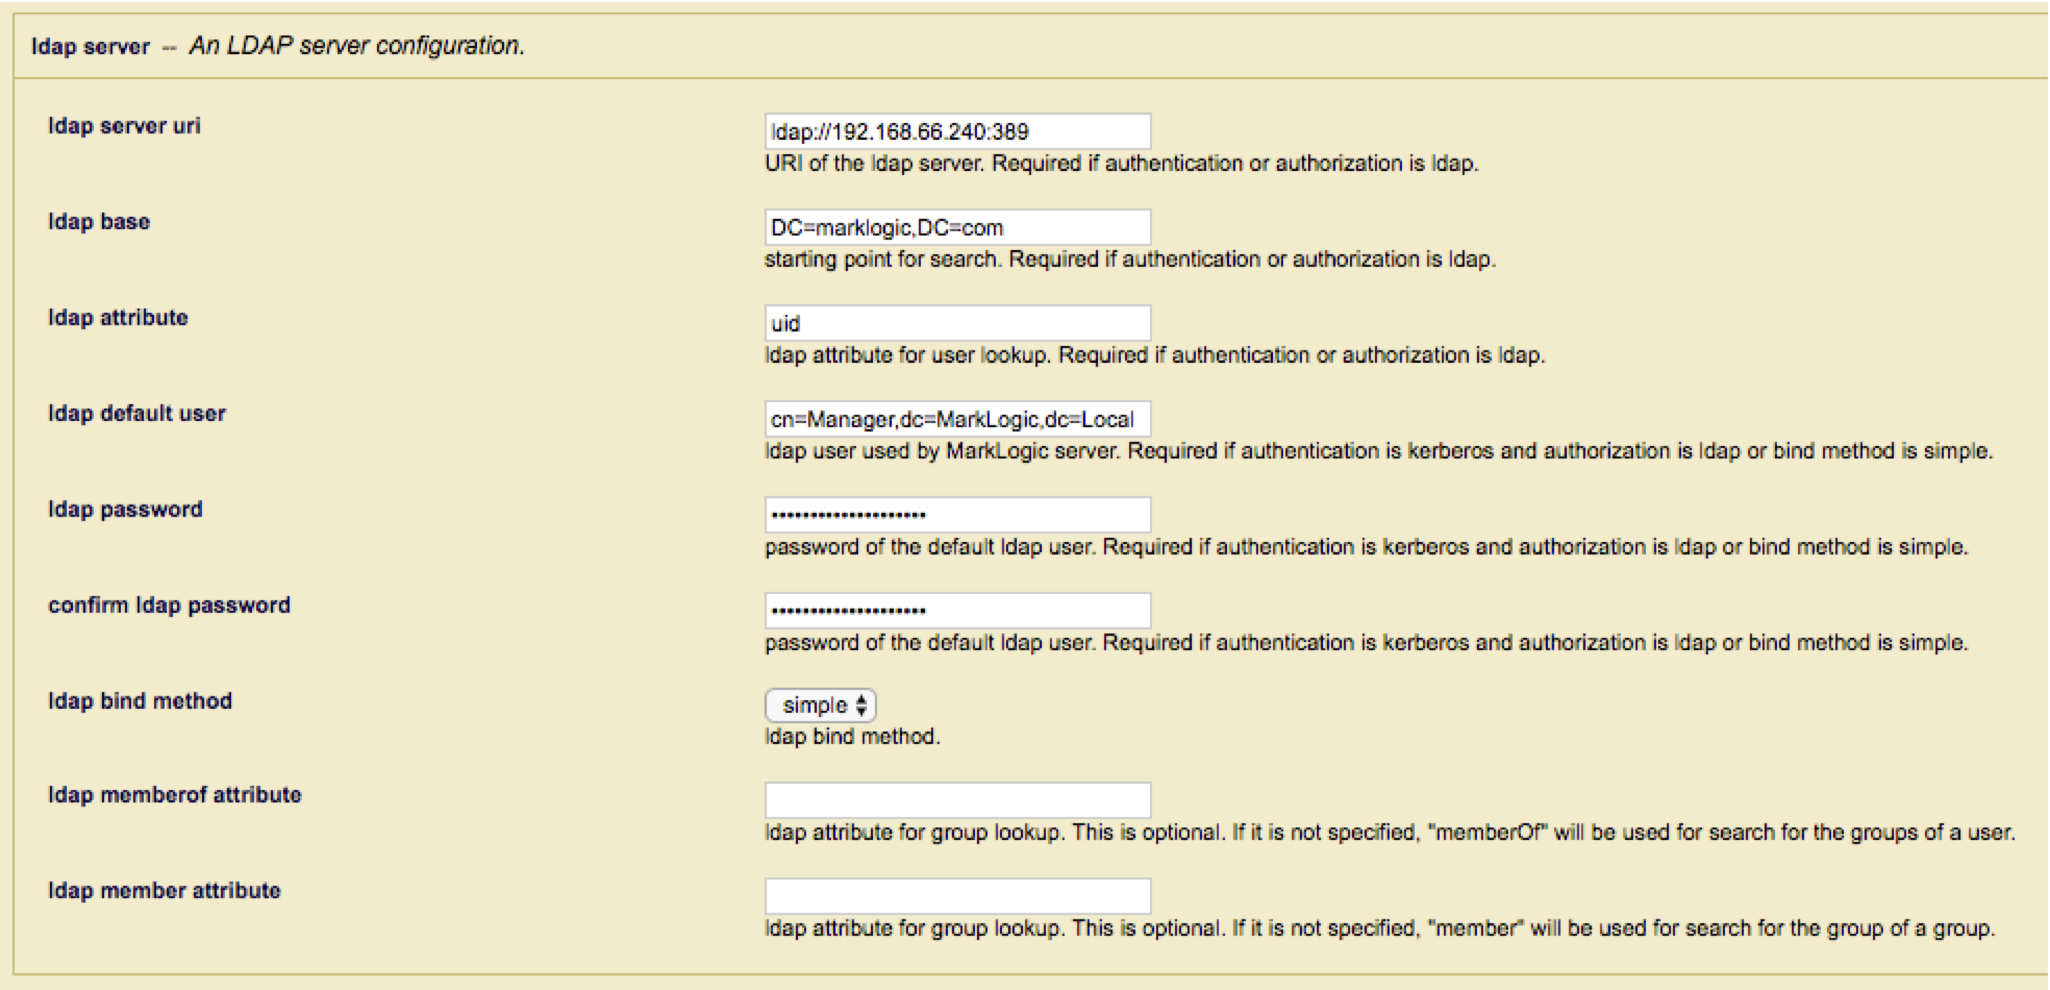 ldap server -- An LDAP server configuration.
ldap server uri
ldap://192.168.66.240:389
URI of the ldap server. Required if authentication or authorization is ldap.
ldap base
DC=marklogic,DC=com
starting point for search. Required if authentication or authorization is ldap.
ldap attribute
uid
ldap attribute for user lookup. Required if authentication or authorization is ldap.
ldap default user
cn=Manager,dc=MarkLogic,dc=Local
ldap user used by MarkLogic server. Required if authentication is kerberos and authorization is ldap or bind method is simple.
ldap password
••••••••••••••••••••
password of the default ldap user. Required if authentication is kerberos and authorization is ldap or bind method is simple.
confirm ldap password
••••••••••••••••••••
password of the default ldap user. Required if authentication is kerberos and authorization is ldap or bind method is simple.
ldap bind method
simple
ldap bind method.
ldap memberof attribute
ldap attribute for group lookup. This is optional. If it is not specified, "memberOf" will be used for search for the groups of a user.
ldap member attribute
ldap attribute for group lookup. This is optional. If it is not specified, "member" will be used for search for the group of a group.